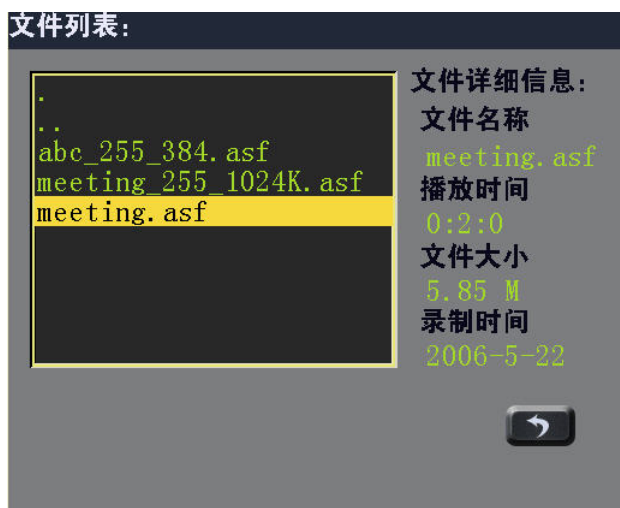 文件列表:
.
..
abc_255_384.asf
meeting_255_1024K.asf
meeting.asf
文件详细信息:
文件名称
meeting.asf
播放时间
0:2:0
文件大小
5.85 M
录制时间
2006-5-22